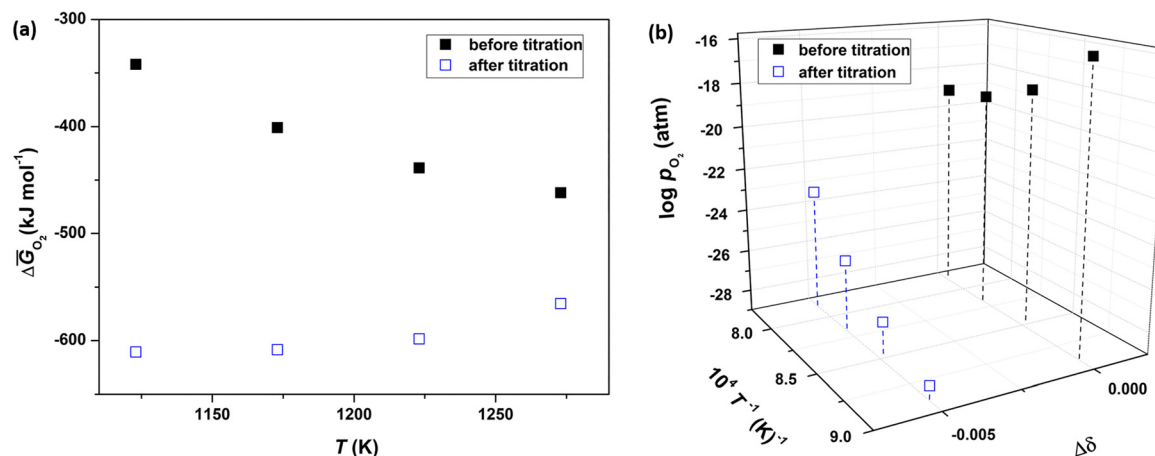 (a)
before titration
after titration
-300
-400
-500
-600
ΔG̅O₂(kJ mol⁻¹)
1150
1200
1250
T (K)
(b)
before titration
after titration
-16
-18
-20
-22
-24
-26
-28
log pO₂ (atm)
8.0
8.5
9.0
10⁴ T⁻¹ (K)⁻¹
-0.005
0.000
Δδ